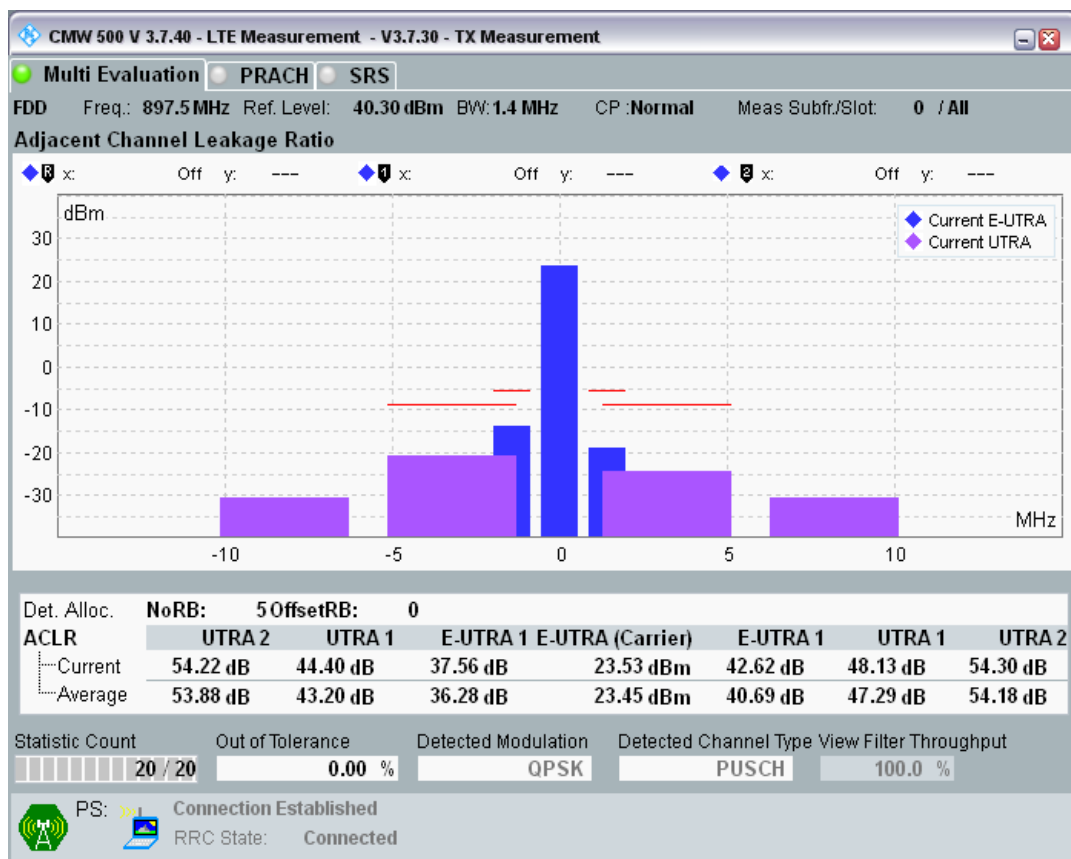 CMW 500 V 3.7.40 - LTE Measurement - V3.7.30 - TX Measurement
Multi Evaluation PRACH SRS
FDD Freq.: 897.5 MHz Ref. Level: 40.30 dBm BW: 1.4 MHz CP :Normal Meas Subfr./Slot: 0 / All
Adjacent Channel Leakage Ratio
R x: Off y: --- 1 x: Off y: --- 2 x: Off y: ---
dBm
Current E-UTRA
Current UTRA
30
20
10
0
-10
-20
-30
MHz
-10 -5 0 5 10
Det. Alloc. NoRB: 5 OffsetRB: 0
ACLR UTRA 2 UTRA 1 E-UTRA 1 E-UTRA (Carrier) E-UTRA 1 UTRA 1 UTRA 2
Current 54.22 dB 44.40 dB 37.56 dB 23.53 dBm 42.62 dB 48.13 dB 54.30 dB
Average 53.88 dB 43.20 dB 36.28 dB 23.45 dBm 40.69 dB 47.29 dB 54.18 dB
Statistic Count Out of Tolerance Detected Modulation Detected Channel Type View Filter Throughput
20 / 20 0.00 % QPSK PUSCH 100.0 %
PS: Connection Established
RRC State: Connected